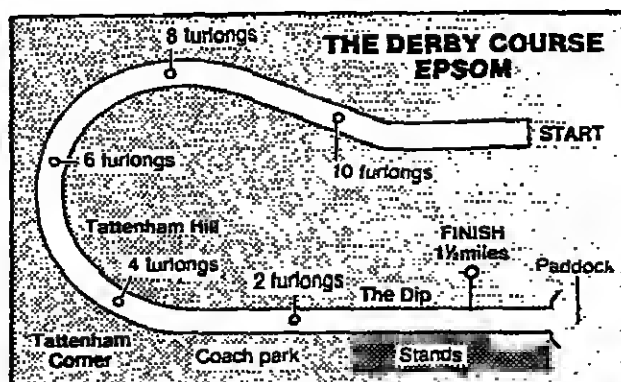 THE DERBY COURSE
EPSOM
8 furlongs
START
10 furlongs
6 furlongs
Tattenham Hill
FINISH
1½ miles
Paddock
4 furlongs
2 furlongs
The Dip
Tattenham
Corner
Coach park
Stands